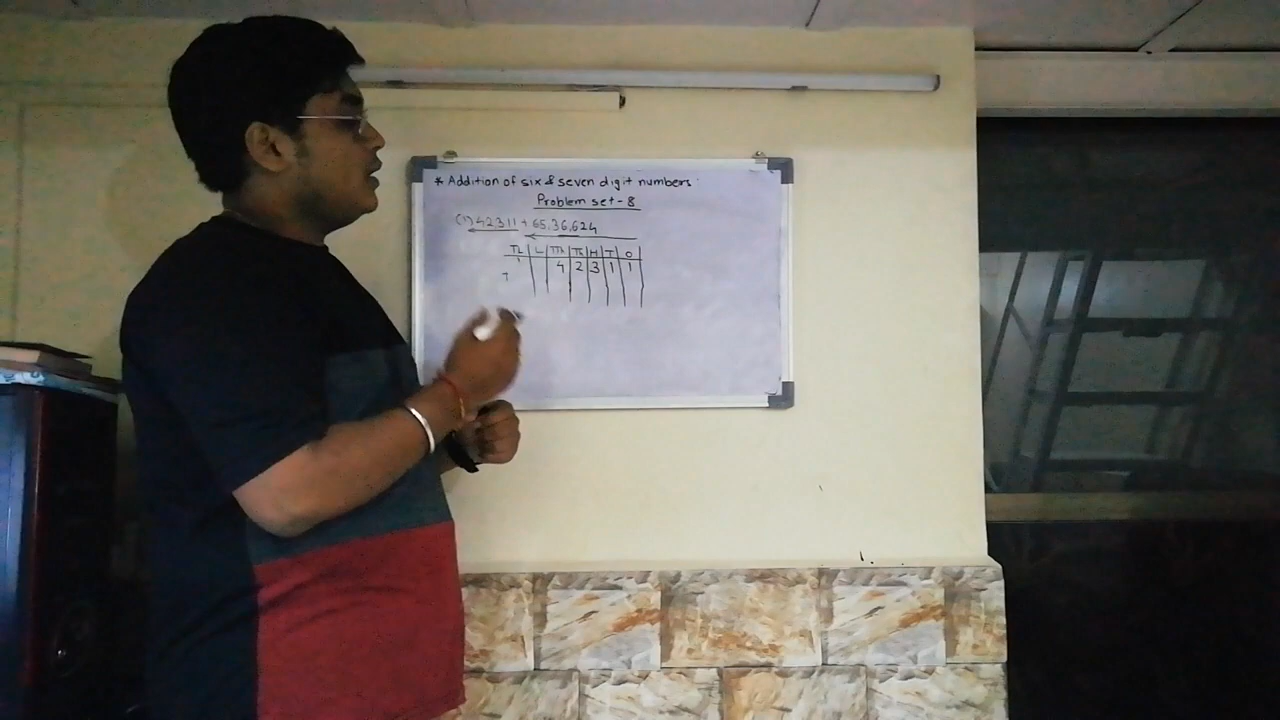 * Addition of six & seven digit numbers.
Problem set - 8
(1) 42311 + 65,36,624
TL L TTh Th H T O
4 2 3 1 1
+